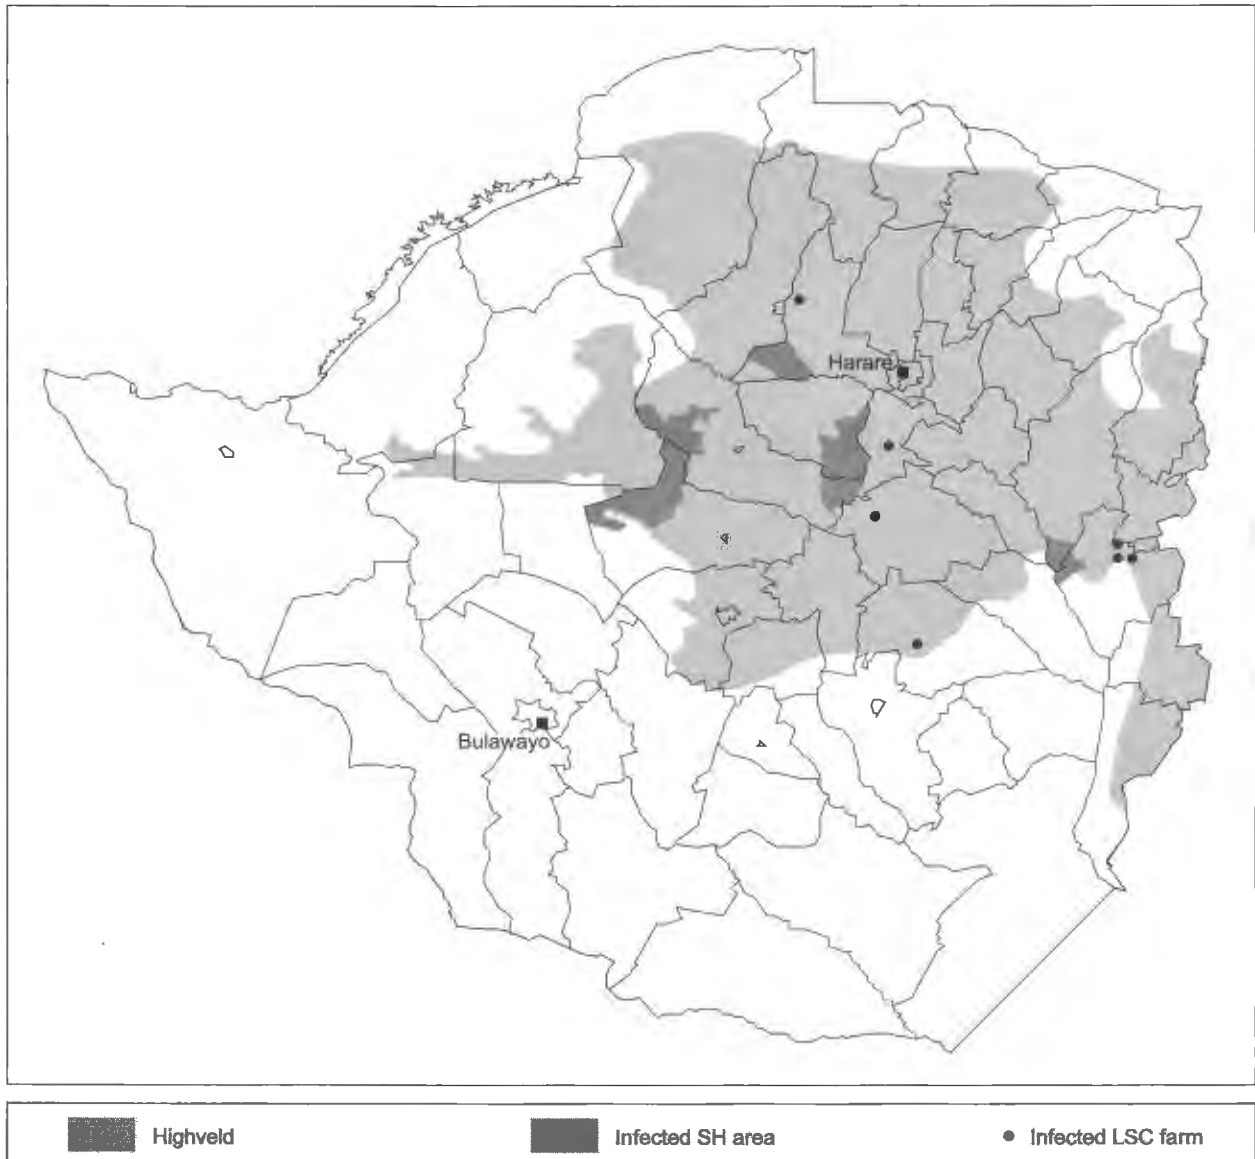 Harare
Bulawayo
Highveld
Infected SH area
Infected LSC farm